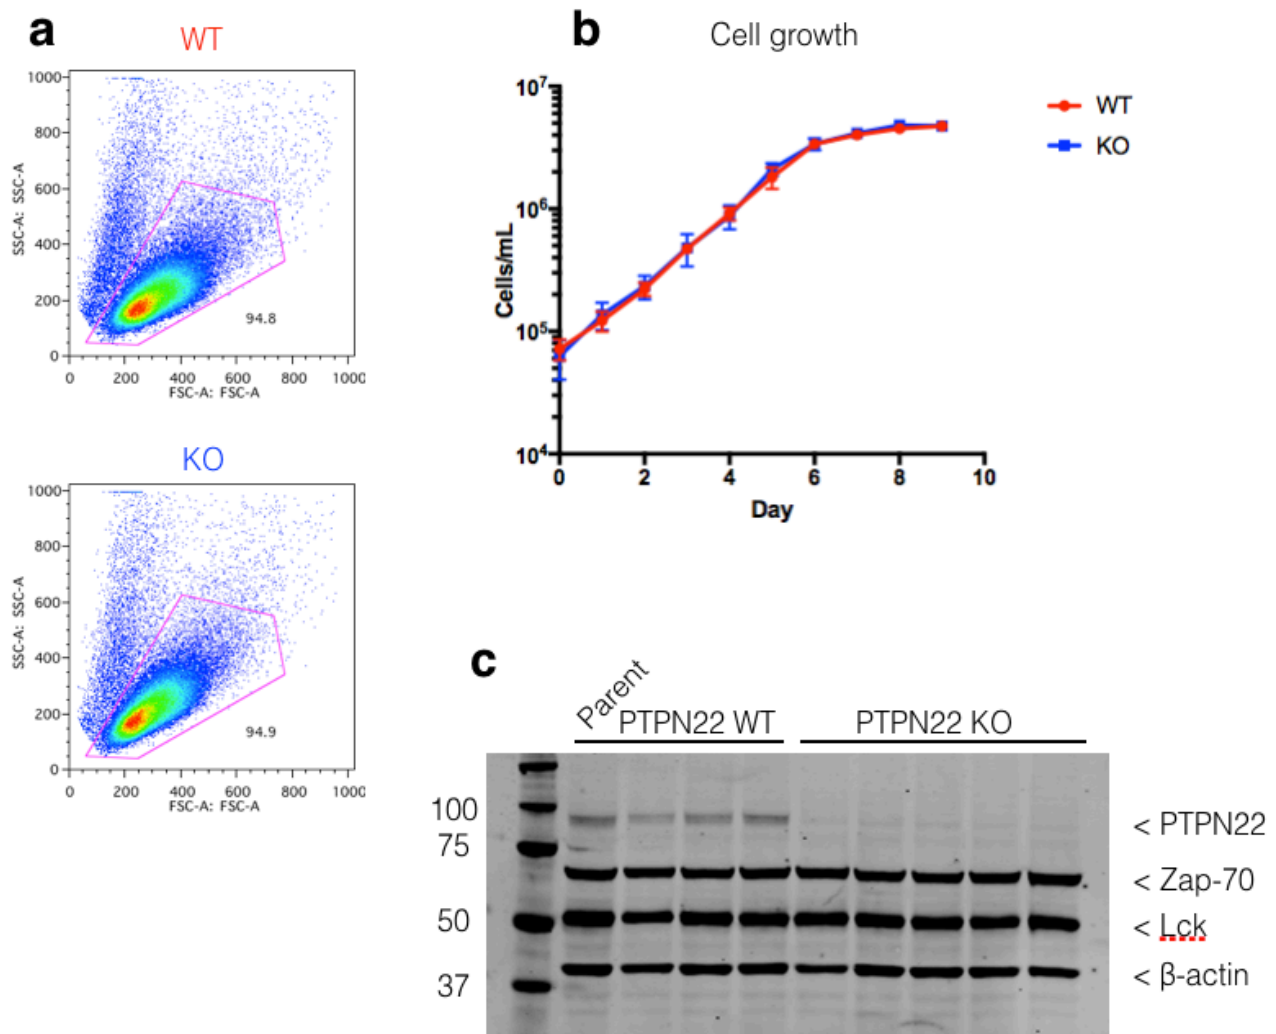 a
WT
1000
800
600
400
200
0
SSC-A: SSC-A
94.8
0 200 400 600 800 1000
FSC-A: FSC-A
KO
1000
800
600
400
200
0
SSC-A: SSC-A
94.9
0 200 400 600 800 1000
FSC-A: FSC-A
b
Cell growth
10⁷
10⁶
10⁵
10⁴
Cells/mL
0 2 4 6 8 10
Day
WT
KO
c
Parent
PTPN22 WT
PTPN22 KO
100
75
50
37
< PTPN22
< Zap-70
< Lck
< β-actin